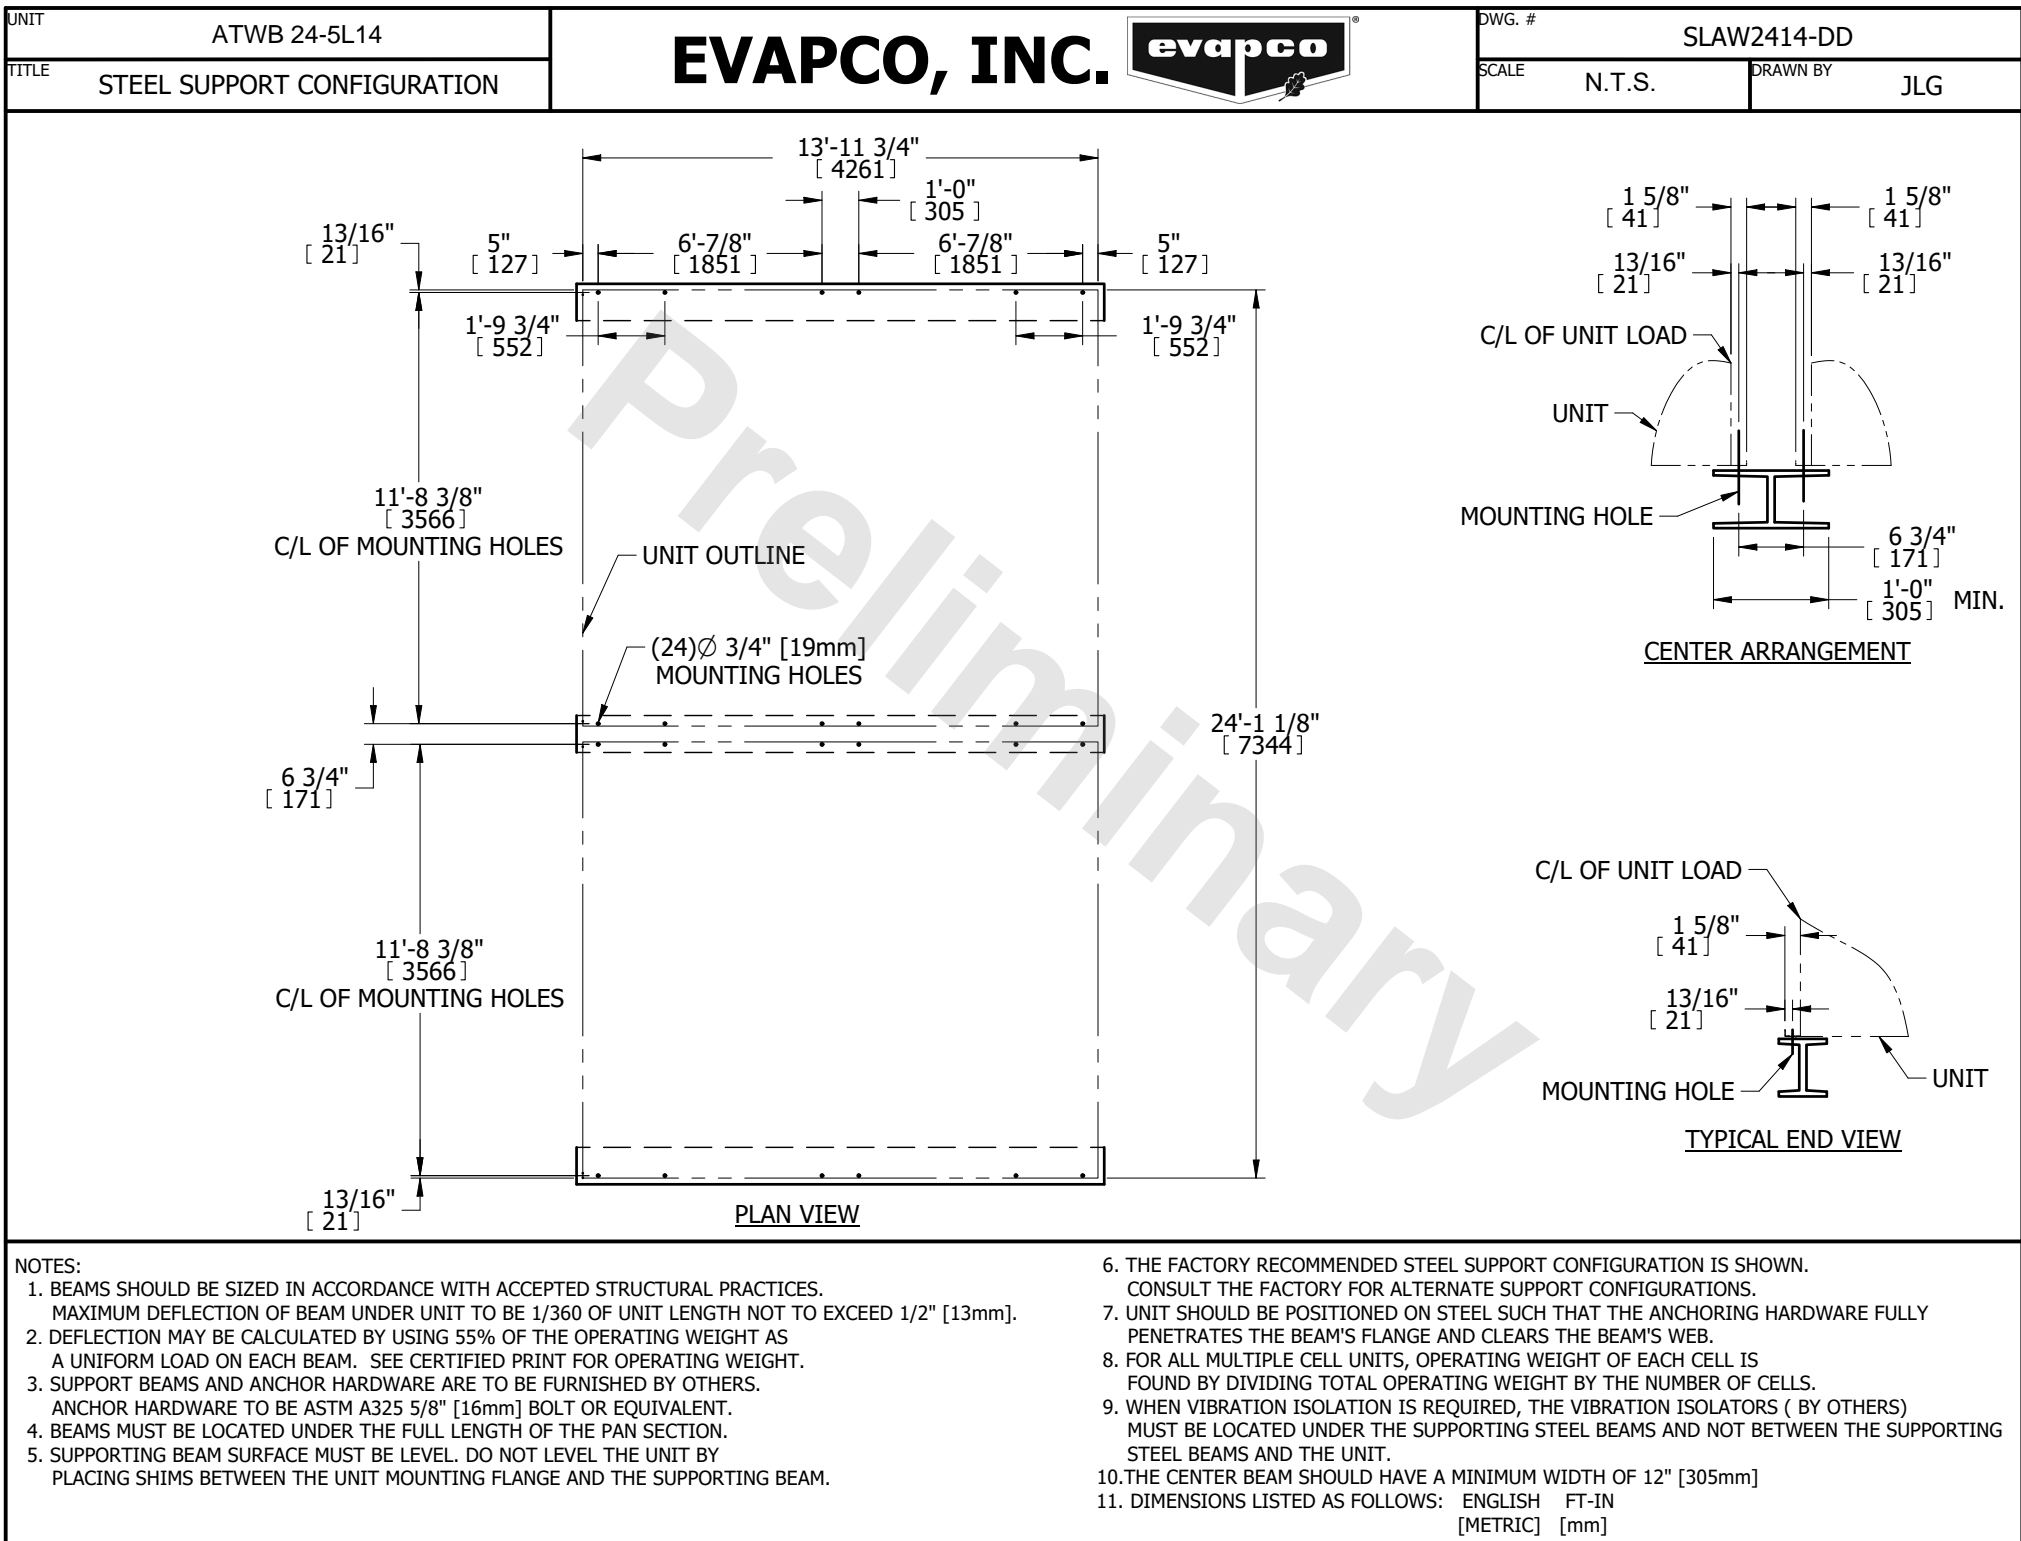 UNIT
ATWB 24-5L14
TITLE
STEEL SUPPORT CONFIGURATION
EVAPCO, INC.
evapco
®
DWG. #
SLAW2414-DD
SCALE
N.T.S.
DRAWN BY
JLG
13'-11 3/4"
[ 4261 ]
1'-0"
[ 305 ]
13/16"
[ 21 ]
5"
[ 127 ]
6'-7/8"
[ 1851 ]
6'-7/8"
[ 1851 ]
5"
[ 127 ]
1'-9 3/4"
[ 552 ]
1'-9 3/4"
[ 552 ]
11'-8 3/8"
[ 3566 ]
C/L OF MOUNTING HOLES
UNIT OUTLINE
(24)∅ 3/4" [19mm]
MOUNTING HOLES
6 3/4"
[ 171 ]
24'-1 1/8"
[ 7344 ]
11'-8 3/8"
[ 3566 ]
C/L OF MOUNTING HOLES
13/16"
[ 21 ]
PLAN VIEW
Preliminary
1 5/8"
[ 41 ]
1 5/8"
[ 41 ]
13/16"
[ 21 ]
13/16"
[ 21 ]
C/L OF UNIT LOAD
UNIT
MOUNTING HOLE
6 3/4"
[ 171 ]
1'-0"
[ 305 ] MIN.
CENTER ARRANGEMENT
C/L OF UNIT LOAD
1 5/8"
[ 41 ]
13/16"
[ 21 ]
MOUNTING HOLE
UNIT
TYPICAL END VIEW
NOTES:
1. BEAMS SHOULD BE SIZED IN ACCORDANCE WITH ACCEPTED STRUCTURAL PRACTICES.
MAXIMUM DEFLECTION OF BEAM UNDER UNIT TO BE 1/360 OF UNIT LENGTH NOT TO EXCEED 1/2" [13mm].
2. DEFLECTION MAY BE CALCULATED BY USING 55% OF THE OPERATING WEIGHT AS
A UNIFORM LOAD ON EACH BEAM. SEE CERTIFIED PRINT FOR OPERATING WEIGHT.
3. SUPPORT BEAMS AND ANCHOR HARDWARE ARE TO BE FURNISHED BY OTHERS.
ANCHOR HARDWARE TO BE ASTM A325 5/8" [16mm] BOLT OR EQUIVALENT.
4. BEAMS MUST BE LOCATED UNDER THE FULL LENGTH OF THE PAN SECTION.
5. SUPPORTING BEAM SURFACE MUST BE LEVEL. DO NOT LEVEL THE UNIT BY
PLACING SHIMS BETWEEN THE UNIT MOUNTING FLANGE AND THE SUPPORTING BEAM.
6. THE FACTORY RECOMMENDED STEEL SUPPORT CONFIGURATION IS SHOWN.
CONSULT THE FACTORY FOR ALTERNATE SUPPORT CONFIGURATIONS.
7. UNIT SHOULD BE POSITIONED ON STEEL SUCH THAT THE ANCHORING HARDWARE FULLY
PENETRATES THE BEAM'S FLANGE AND CLEARS THE BEAM'S WEB.
8. FOR ALL MULTIPLE CELL UNITS, OPERATING WEIGHT OF EACH CELL IS
FOUND BY DIVIDING TOTAL OPERATING WEIGHT BY THE NUMBER OF CELLS.
9. WHEN VIBRATION ISOLATION IS REQUIRED, THE VIBRATION ISOLATORS ( BY OTHERS)
MUST BE LOCATED UNDER THE SUPPORTING STEEL BEAMS AND NOT BETWEEN THE SUPPORTING
STEEL BEAMS AND THE UNIT.
10.THE CENTER BEAM SHOULD HAVE A MINIMUM WIDTH OF 12" [305mm]
11. DIMENSIONS LISTED AS FOLLOWS: ENGLISH FT-IN
[METRIC] [mm]